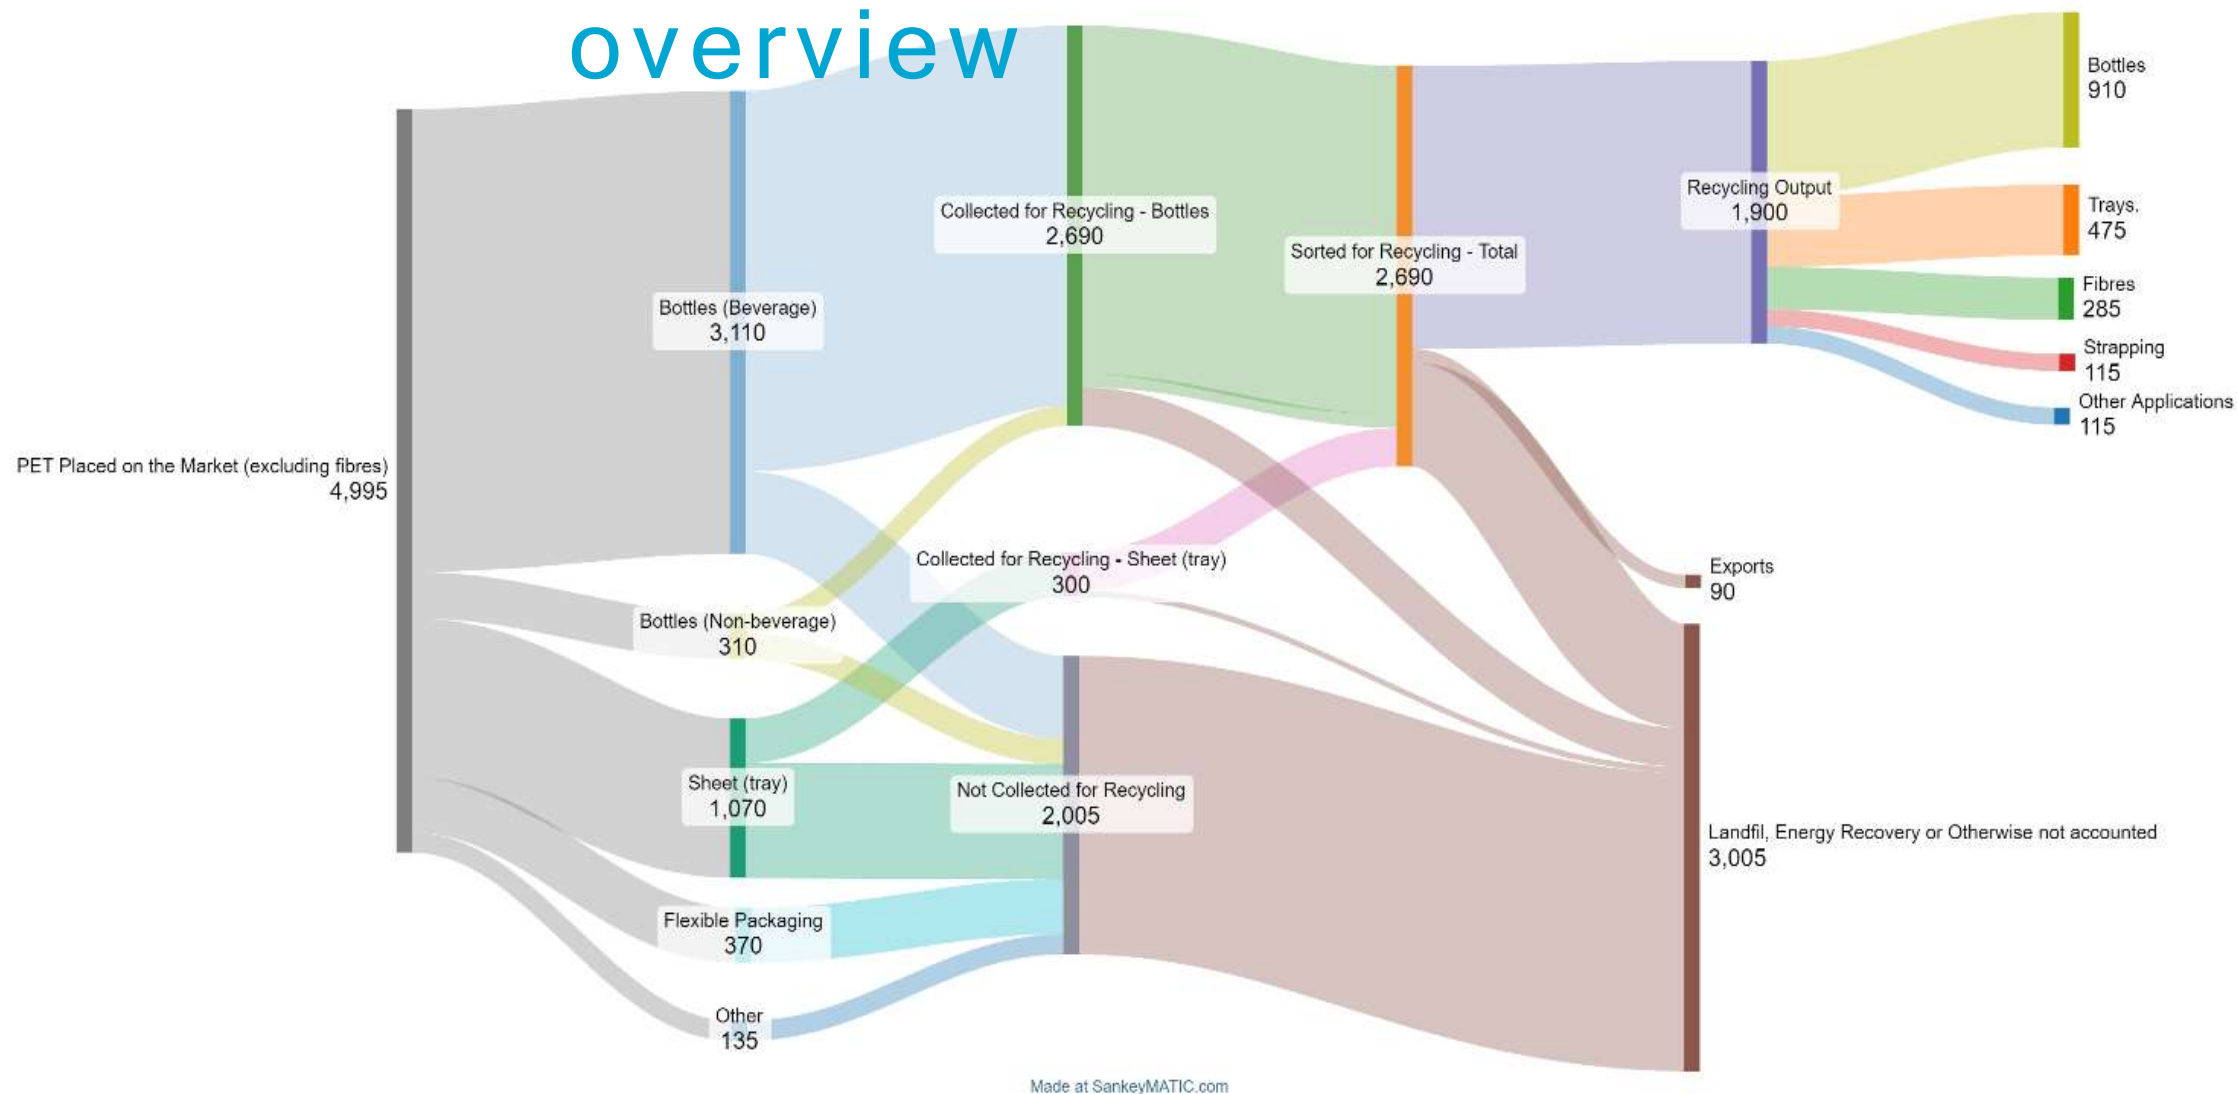 overview
PET Placed on the Market (excluding fibres)
4,995
Bottles (Beverage)
3,110
Bottles (Non-beverage)
310
Sheet (tray)
1,070
Flexible Packaging
370
Other
135
Collected for Recycling - Bottles
2,690
Collected for Recycling - Sheet (tray)
300
Not Collected for Recycling
2,005
Sorted for Recycling - Total
2,690
Recycling Output
1,900
Exports
90
Landfil, Energy Recovery or Otherwise not accounted
3,005
Bottles
910
Trays.
475
Fibres
285
Strapping
115
Other Applications
115
Made at SankeyMATIC.com